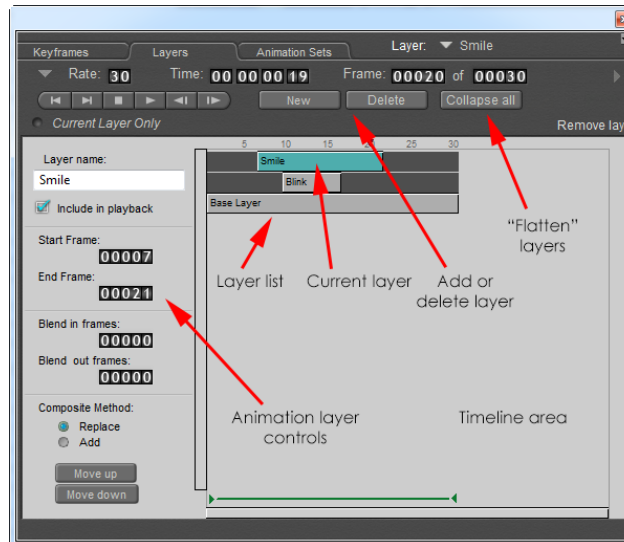 Keyframes Layers Animation Sets Layer: Smile
Rate: 30 Time: 00 00 00 19 Frame: 00020 of 00030
New Delete Collapse all
Current Layer Only Remove lay
5 10 15 25 30
Layer name:
Smile
Include in playback
Start Frame:
00007
End Frame:
00021
Blend in frames:
00000
Blend out frames:
00000
Composite Method:
Replace
Add
Move up
Move down
Smile
Blink
Base Layer
Layer list
Current layer
Add or
delete layer
"Flatten"
layers
Animation layer
controls
Timeline area